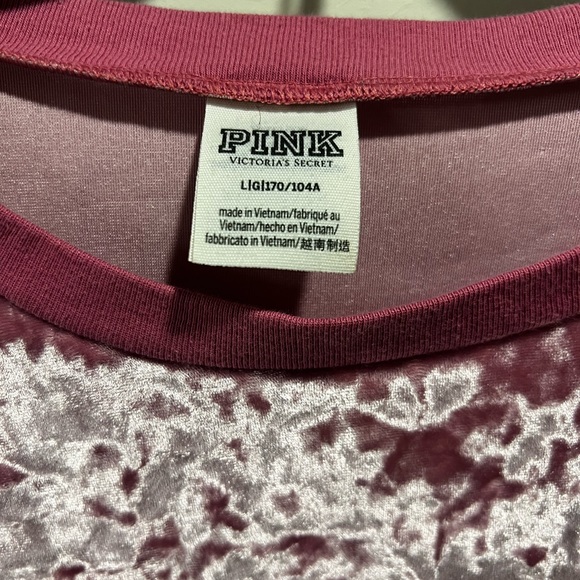 PINK
VICTORIA'S SECRET
L|G|170/104A
made in Vietnam/fabriqué au
Vietnam/hecho en Vietnam/
fabbricato in Vietnam/越南制造